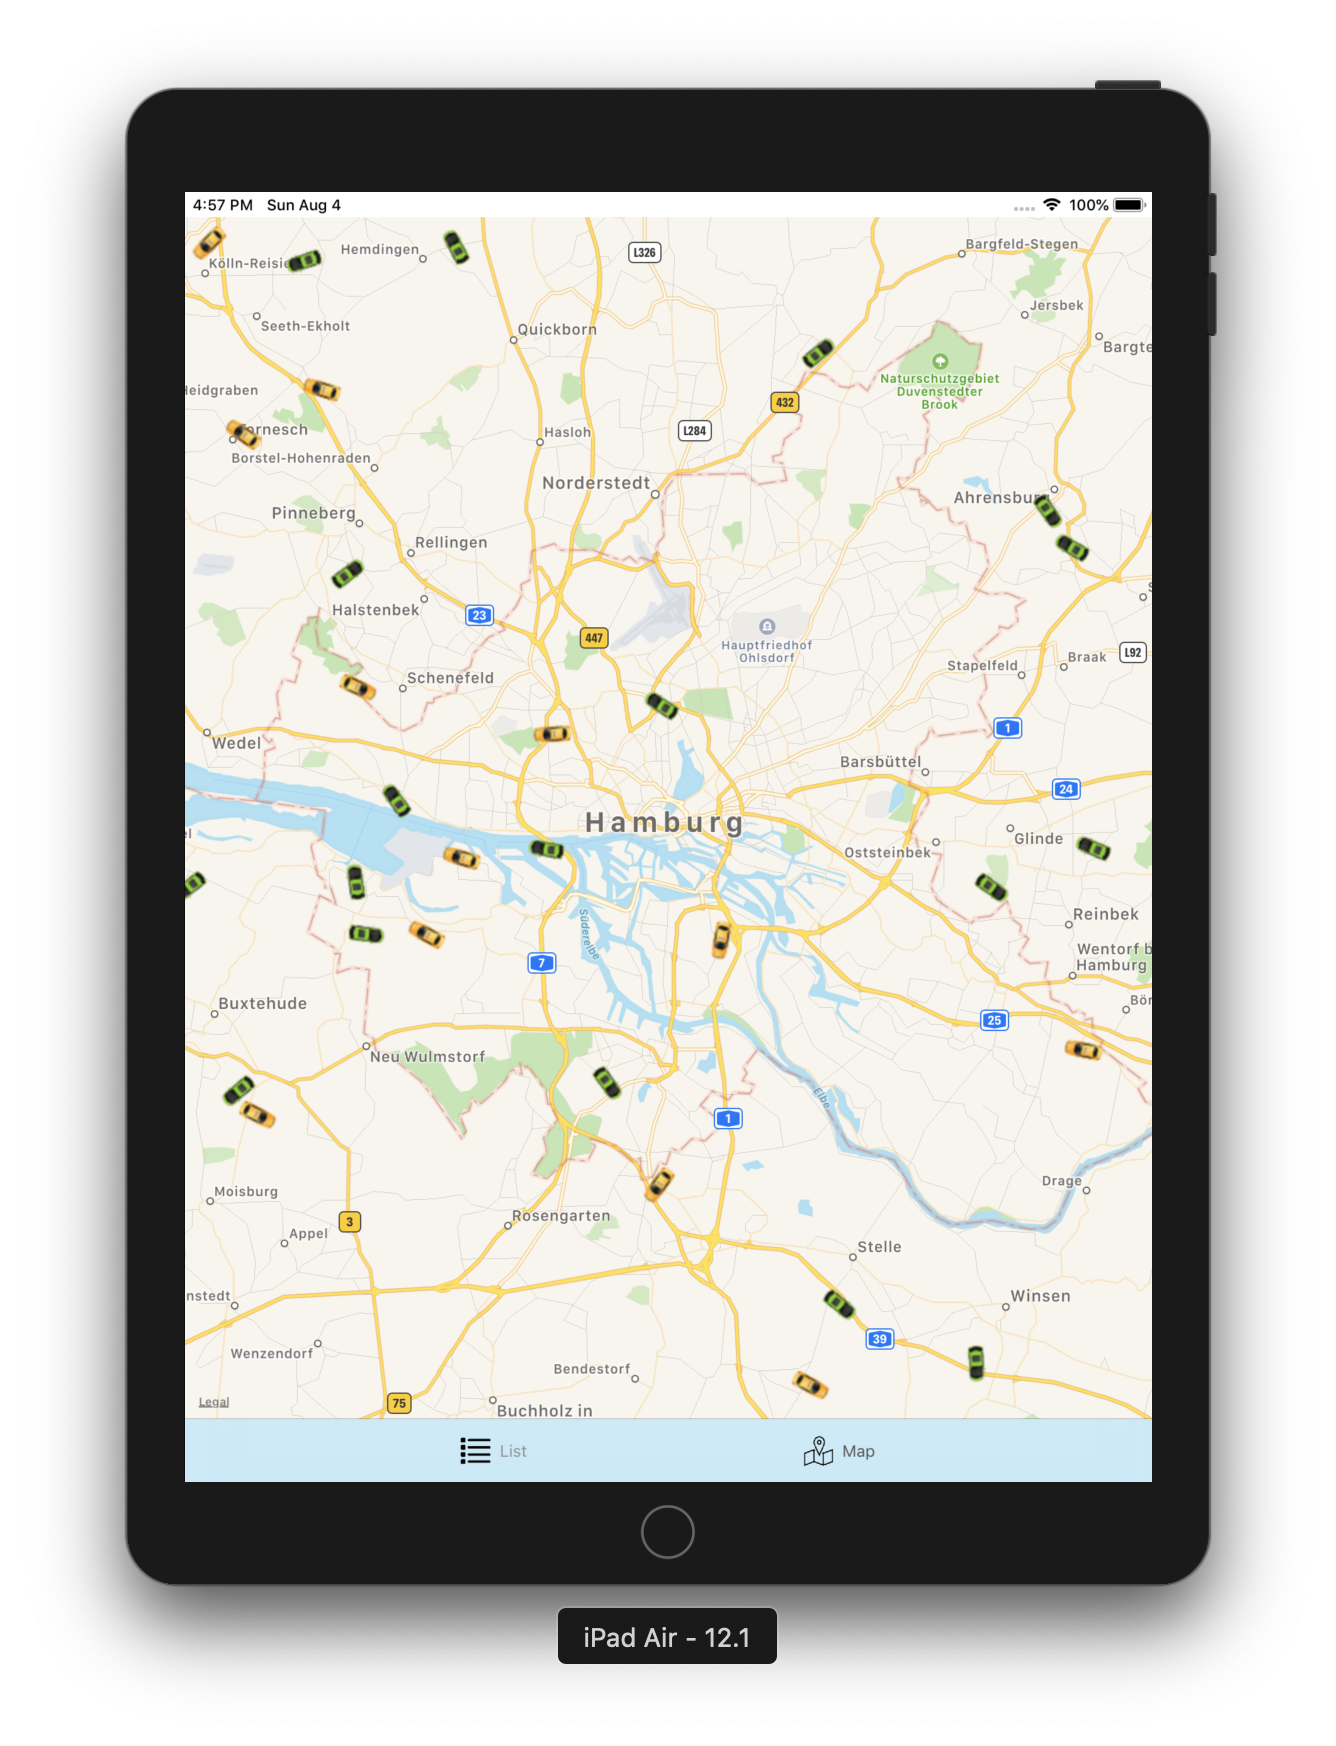 4:57 PM Sun Aug 4
100%
Kölln-Reisi
Hemdingen
L326
Bargfeld-Stegen
Jersbek
Seeth-Ekholt
Quickborn
Bargte
Naturschutzgebiet
Duvenstedter
Brook
Heidgraben
432
Tornesch
Hasloh
L284
Borstel-Hohenraden
Norderstedt
Ahrensburg
Pinneberg
Rellingen
Halstenbek
23
447
Hauptfriedhof
Ohlsdorf
Stapelfeld
Braak
L92
Schenefeld
1
Wedel
Barsbüttel
24
Hamburg
Glinde
Oststeinbek
Süderelbe
Reinbek
Wentorf b
Hamburg
7
Buxtehude
Bör
25
Neu Wulmstorf
Elbe
1
Moisburg
Drage
3
Appel
Rosengarten
Stelle
nstedt
Winsen
39
Wenzendorf
Bendestorf
Legal
75
Buchholz in
List
Map
iPad Air - 12.1